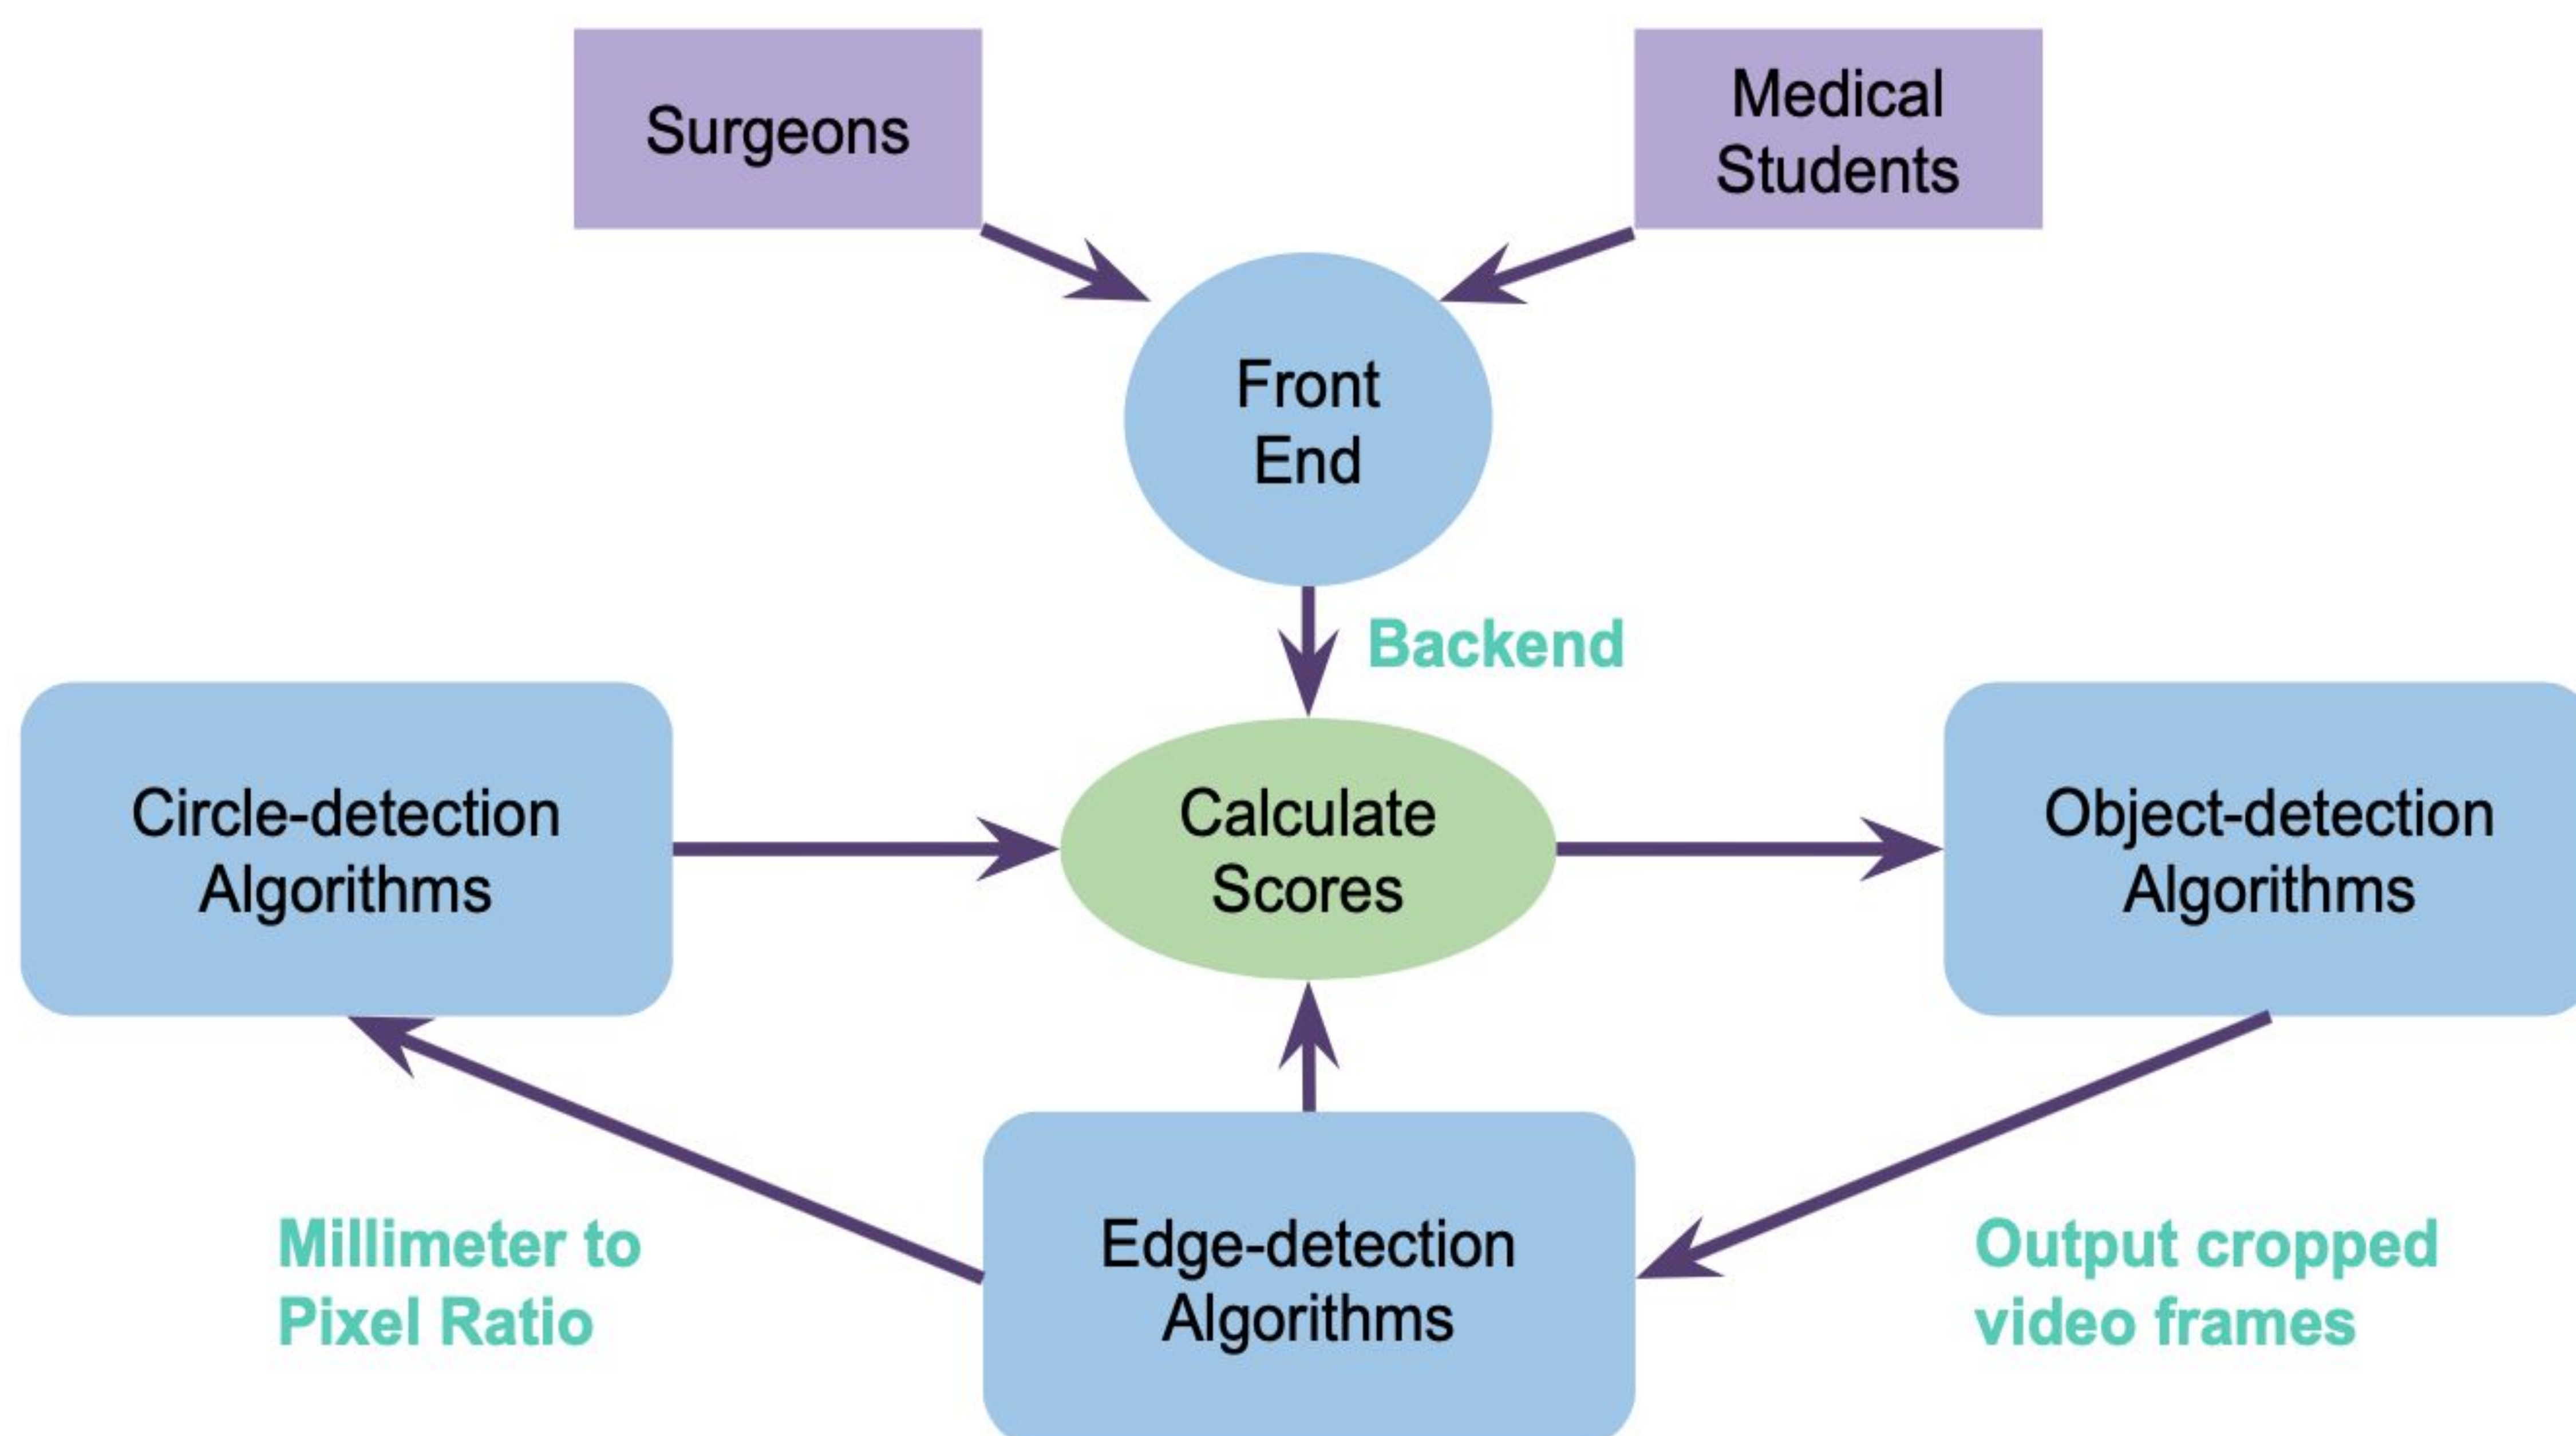 Surgeons
Medical
Students
Front
End
Backend
Circle-detection
Algorithms
Calculate
Scores
Object-detection
Algorithms
Millimeter to
Pixel Ratio
Edge-detection
Algorithms
Output cropped
video frames